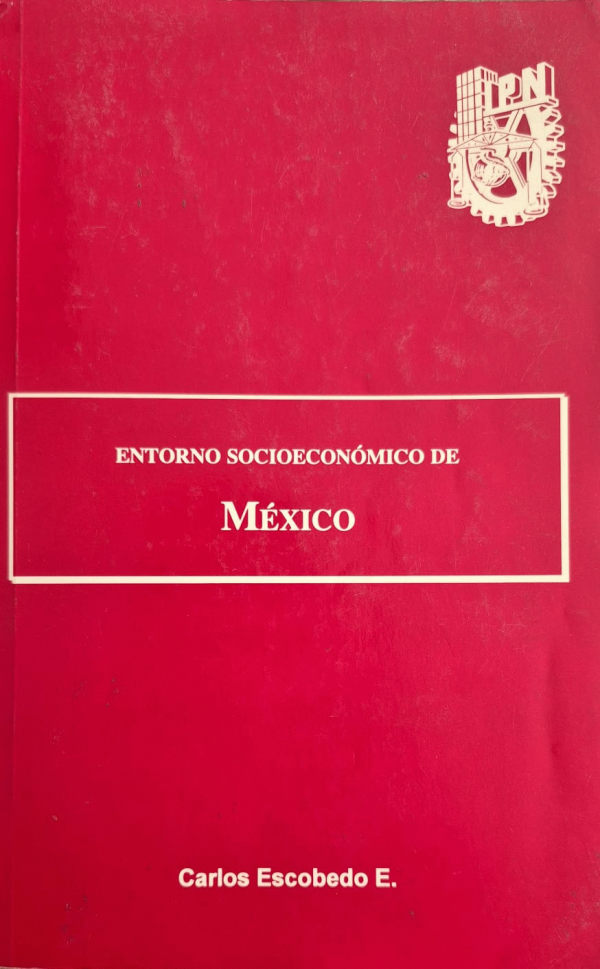 IPN
ENTORNO SOCIOECONÓMICO DE
MÉXICO
Carlos Escobedo E.